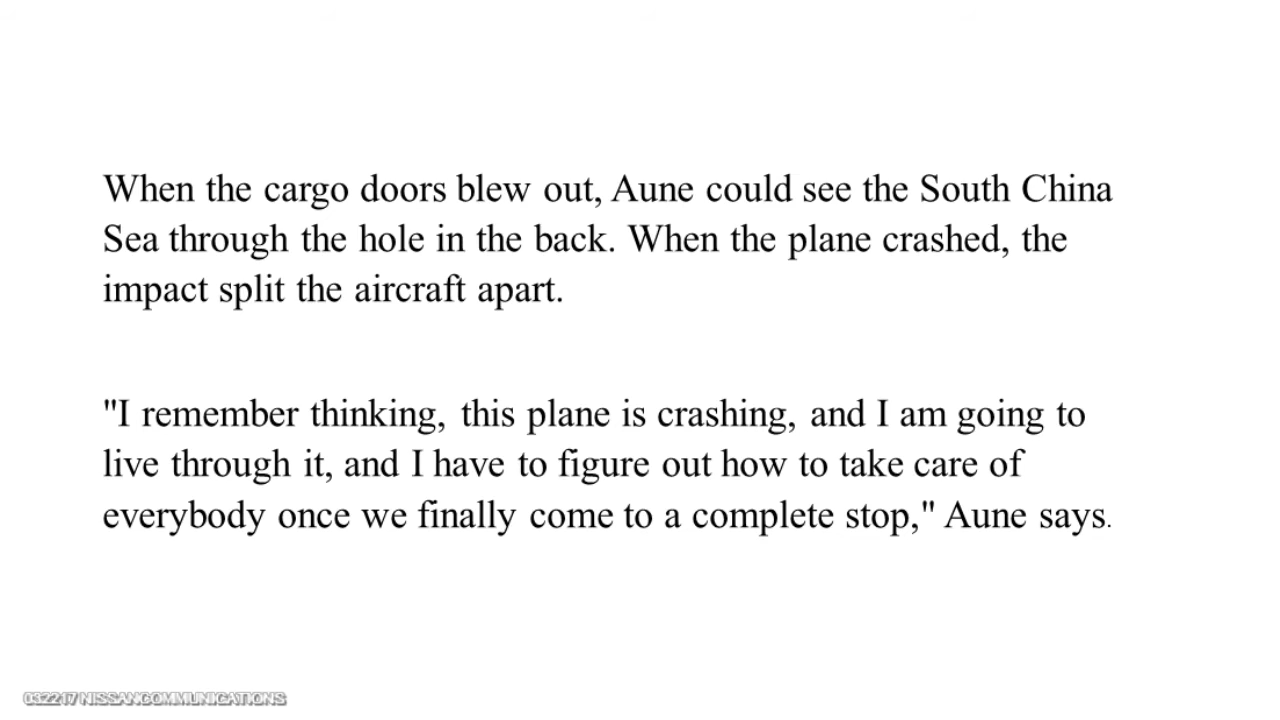 When the cargo doors blew out, Aune could see the South China
Sea through the hole in the back. When the plane crashed, the
impact split the aircraft apart.
"I remember thinking, this plane is crashing, and I am going to
live through it, and I have to figure out how to take care of
everybody once we finally come to a complete stop," Aune says.
032217 NISSANCOMMUNICATIONS